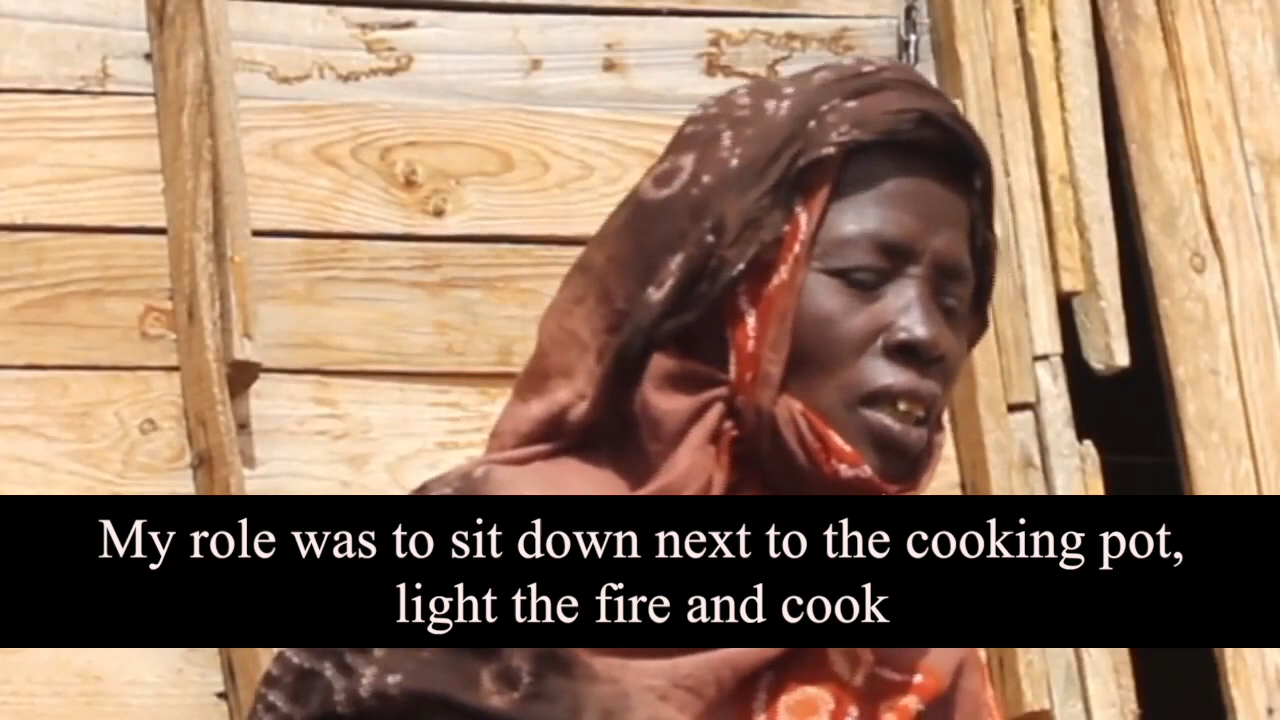 My role was to sit down next to the cooking pot,
light the fire and cook